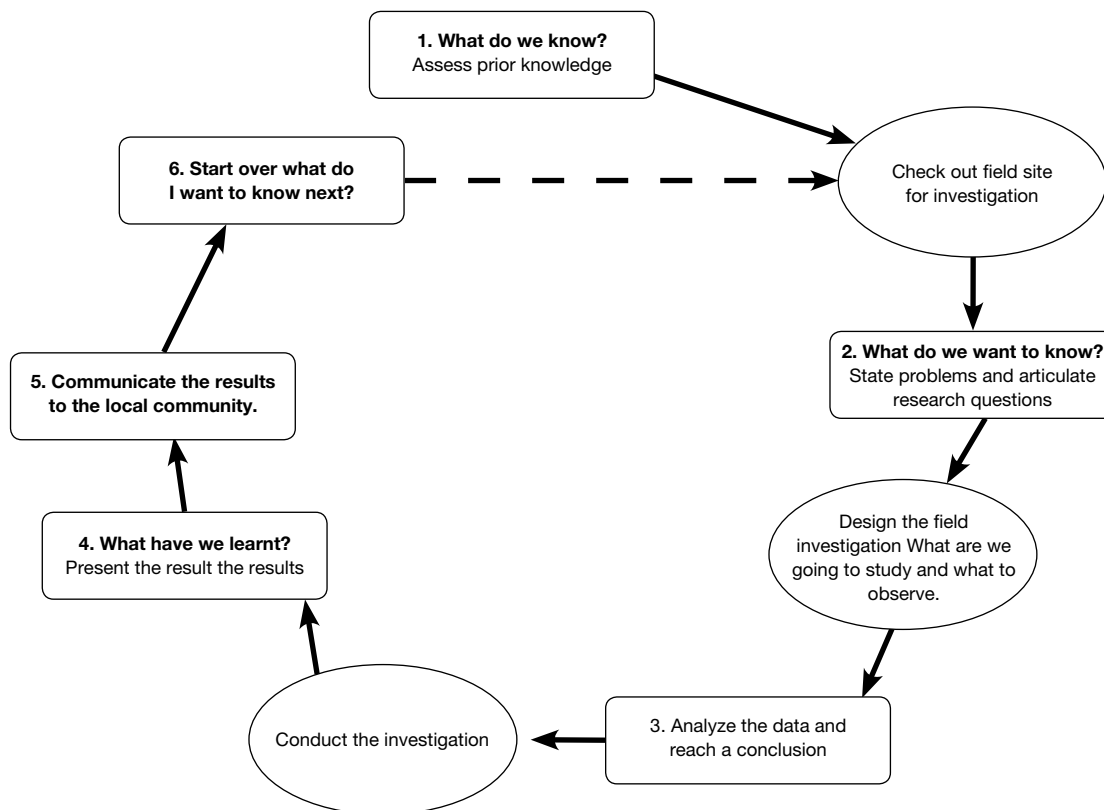 1. What do we know?
Assess prior knowledge
Check out field site
for investigation
2. What do we want to know?
State problems and articulate
research questions
Design the field
investigation What are we
going to study and what to
observe.
3. Analyze the data and
reach a conclusion
Conduct the investigation
4. What have we learnt?
Present the result the results
5. Communicate the results
to the local community.
6. Start over what do
I want to know next?